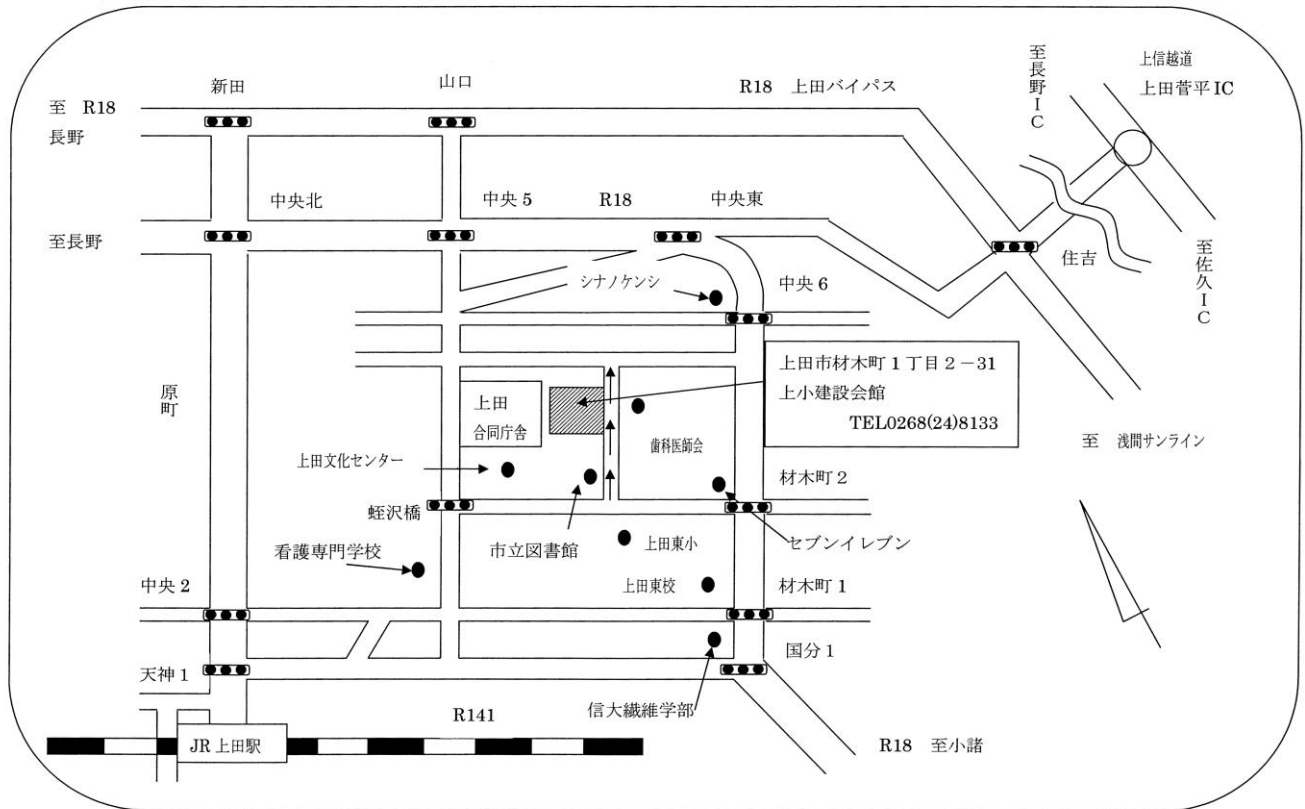 新田
山口
R18 上田バイパス
至長野IC
上信越道
上田菅平IC
至 R18
長野
中央北
中央5
R18
中央東
至長野
住吉
至佐久IC
シナノケンシ
中央6
原町
上田
合同庁舎
上田市材木町1丁目2－31
上小建設会館
TEL0268(24)8133
歯科医師会
至 浅間サンライン
上田文化センター
材木町2
蛭沢橋
看護専門学校
市立図書館
上田東小
セブンイレブン
中央2
上田東校
材木町1
天神1
国分1
信大繊維学部
R141
JR上田駅
R18 至小諸